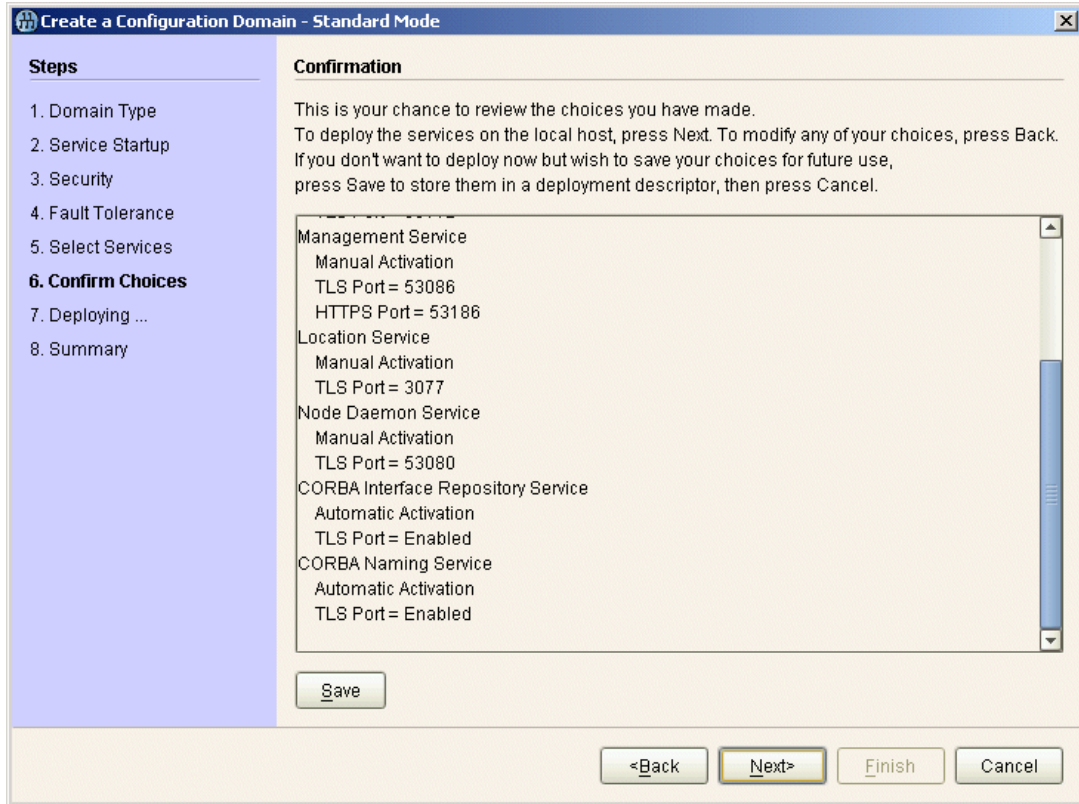 Create a Configuration Domain - Standard Mode
Steps
1. Domain Type
2. Service Startup
3. Security
4. Fault Tolerance
5. Select Services
6. Confirm Choices
7. Deploying ...
8. Summary
Confirmation
This is your chance to review the choices you have made.
To deploy the services on the local host, press Next. To modify any of your choices, press Back.
If you don't want to deploy now but wish to save your choices for future use,
press Save to store them in a deployment descriptor, then press Cancel.
Management Service
Manual Activation
TLS Port = 53086
HTTPS Port = 53186
Location Service
Manual Activation
TLS Port = 3077
Node Daemon Service
Manual Activation
TLS Port = 53080
CORBA Interface Repository Service
Automatic Activation
TLS Port = Enabled
CORBA Naming Service
Automatic Activation
TLS Port = Enabled
Save
<Back Next> Finish Cancel